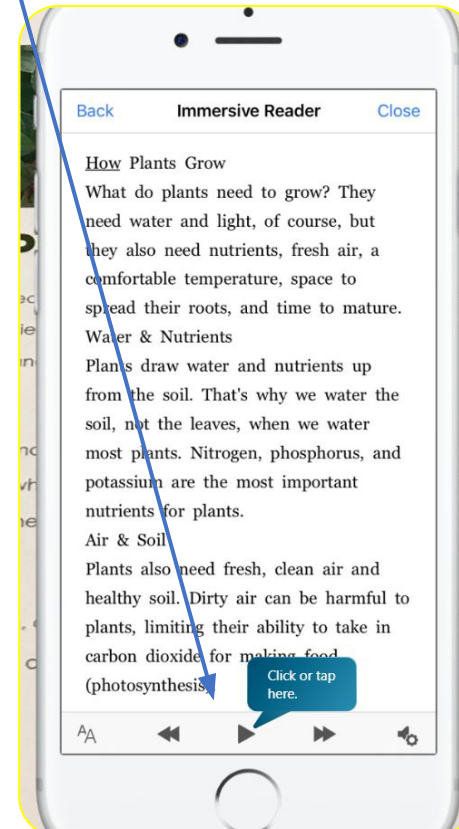 Back Immersive Reader Close
How Plants Grow
What do plants need to grow? They
need water and light, of course, but
they also need nutrients, fresh air, a
comfortable temperature, space to
spread their roots, and time to mature.
Water & Nutrients
Plants draw water and nutrients up
from the soil. That's why we water the
soil, not the leaves, when we water
most plants. Nitrogen, phosphorus, and
potassium are the most important
nutrients for plants.
Air & Soil
Plants also need fresh, clean air and
healthy soil. Dirty air can be harmful to
plants, limiting their ability to take in
carbon dioxide for making food
(photosynthesis)
Click or tap
here.
AA